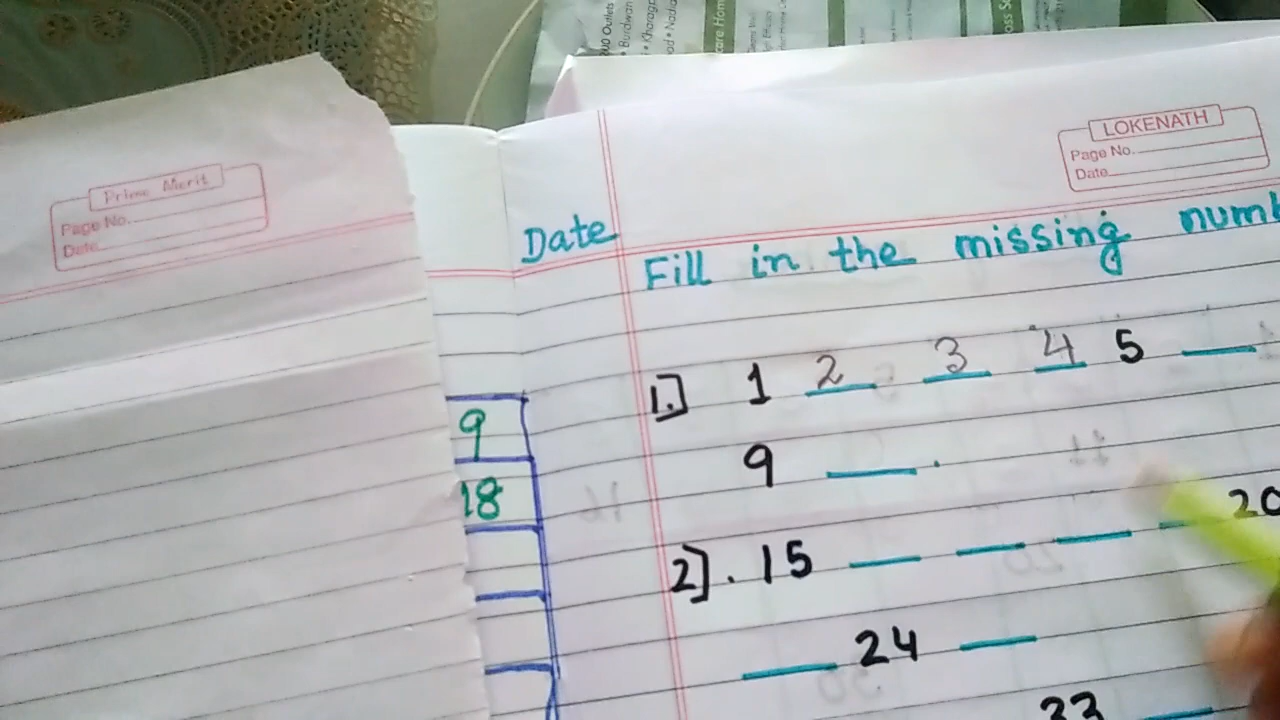 LOKENATH
Page No.
Date
Prime Merit
Page No.
Date
Date
Fill in the missing
1.] 1 2 3 4 5
9
9
18
2]. 15 20
24
33